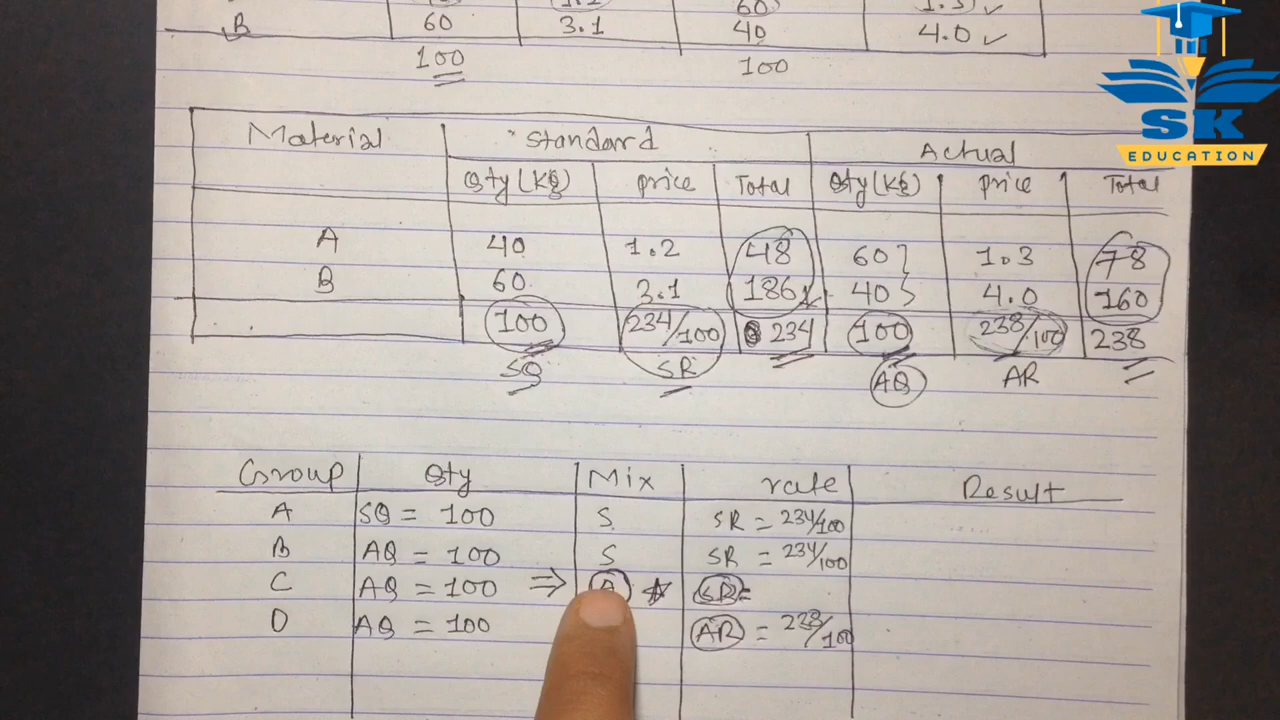 60 1.3 ✓
B 60 3.1 40 4.0 ✓
100 100
SK
EDUCATION
Material Standard Actual
Qty (KG) price Total Qty (KG) price Total
A 40 1.2 48 60 1.3 78
B 60 3.1 186 40 4.0 160
100 234/100 234 100 238/100 238
SQ SR AQ AR
Group Qty Mix rate Result
A SQ = 100 S SR = 234/100
B AQ = 100 S SR = 234/100
C AQ = 100 ⇒ A SR =
D AQ = 100 AR = 238/100